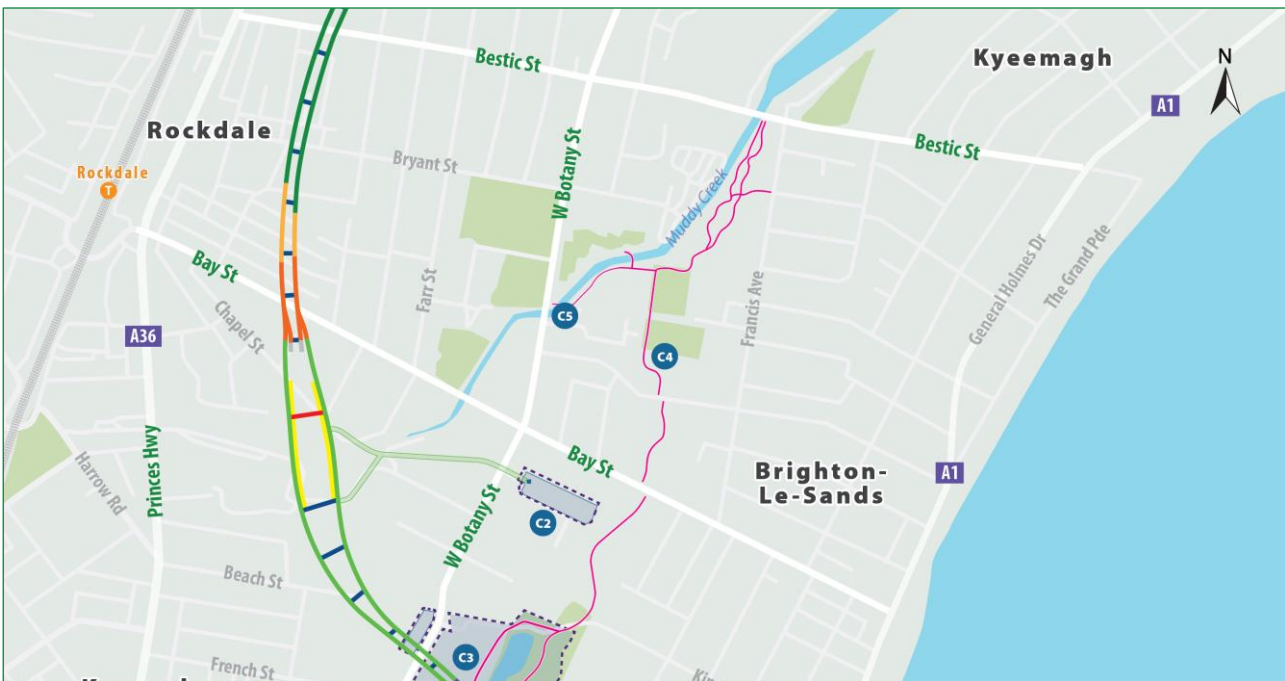 Kyeemagh
N
Bestic St
A1
Rockdale
Bestic St
Rockdale
T
Bryant St
W Botany St
Muddy Creek
Bay St
Farr St
Chapel St
A36
C5
C4
Francis Ave
General Holmes Dr
The Grand Pde
Princes Hwy
Harrow Rd
Bay St
Brighton-
Le-Sands
A1
W Botany St
C2
Beach St
C3
French St